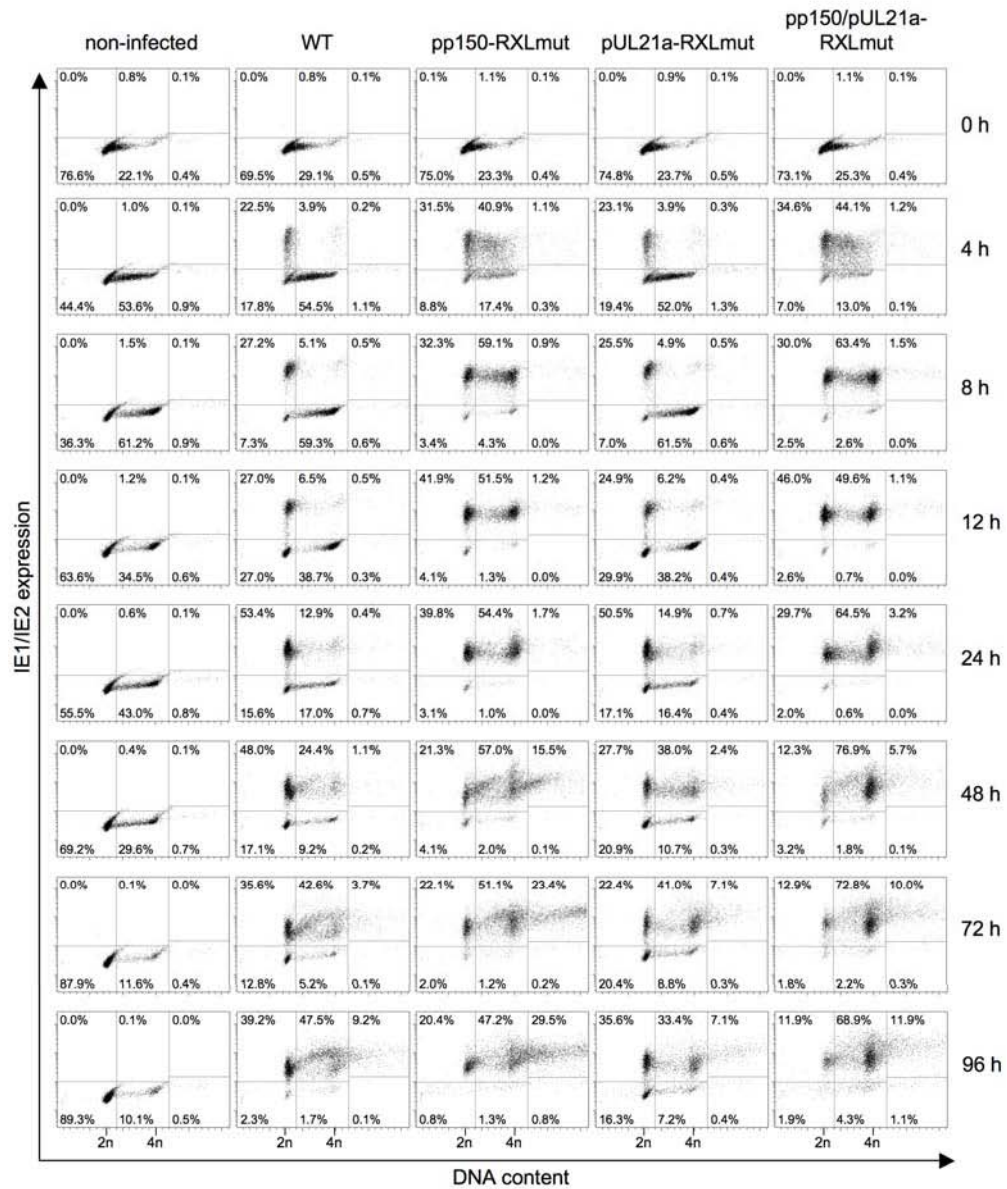 pp150/pUL21a-
non-infected WT pp150-RXLmut pUL21a-RXLmut RXLmut
0.0% 0.8% 0.1% 0.0% 0.8% 0.1% 0.1% 1.1% 0.1% 0.0% 0.9% 0.1% 0.0% 1.1% 0.1%
0 h
76.6% 22.1% 0.4% 69.5% 29.1% 0.5% 75.0% 23.3% 0.4% 74.8% 23.7% 0.5% 73.1% 25.3% 0.4%
0.0% 1.0% 0.1% 22.5% 3.9% 0.2% 31.5% 40.9% 1.1% 23.1% 3.9% 0.3% 34.6% 44.1% 1.2%
4 h
44.4% 53.6% 0.9% 17.8% 54.5% 1.1% 8.8% 17.4% 0.3% 19.4% 52.0% 1.3% 7.0% 13.0% 0.1%
0.0% 1.5% 0.1% 27.2% 5.1% 0.5% 32.3% 59.1% 0.9% 25.5% 4.9% 0.5% 30.0% 63.4% 1.5%
8 h
36.3% 61.2% 0.9% 7.3% 59.3% 0.6% 3.4% 4.3% 0.0% 7.0% 61.5% 0.6% 2.5% 2.6% 0.0%
0.0% 1.2% 0.1% 27.0% 6.5% 0.5% 41.9% 51.5% 1.2% 24.9% 6.2% 0.4% 46.0% 49.6% 1.1%
12 h
63.6% 34.5% 0.6% 27.0% 38.7% 0.3% 4.1% 1.3% 0.0% 29.9% 38.2% 0.4% 2.6% 0.7% 0.0%
IE1/IE2 expression
0.0% 0.6% 0.1% 53.4% 12.9% 0.4% 39.8% 54.4% 1.7% 50.5% 14.9% 0.7% 29.7% 64.5% 3.2%
24 h
55.5% 43.0% 0.8% 15.6% 17.0% 0.7% 3.1% 1.0% 0.0% 17.1% 16.4% 0.4% 2.0% 0.6% 0.0%
0.0% 0.4% 0.1% 48.0% 24.4% 1.1% 21.3% 57.0% 15.5% 27.7% 38.0% 2.4% 12.3% 76.9% 5.7%
48 h
69.2% 29.6% 0.7% 17.1% 9.2% 0.2% 4.1% 2.0% 0.1% 20.9% 10.7% 0.3% 3.2% 1.8% 0.1%
0.0% 0.1% 0.0% 35.6% 42.6% 3.7% 22.1% 51.1% 23.4% 22.4% 41.0% 7.1% 12.9% 72.8% 10.0%
72 h
87.9% 11.6% 0.4% 12.8% 5.2% 0.1% 2.0% 1.2% 0.2% 20.4% 8.8% 0.3% 1.8% 2.2% 0.3%
0.0% 0.1% 0.0% 39.2% 47.5% 9.2% 20.4% 47.2% 29.5% 35.6% 33.4% 7.1% 11.9% 68.9% 11.9%
96 h
89.3% 10.1% 0.5% 2.3% 1.7% 0.1% 0.8% 1.3% 0.8% 16.3% 7.2% 0.4% 1.9% 4.3% 1.1%
2n 4n 2n 4n 2n 4n 2n 4n 2n 4n
DNA content